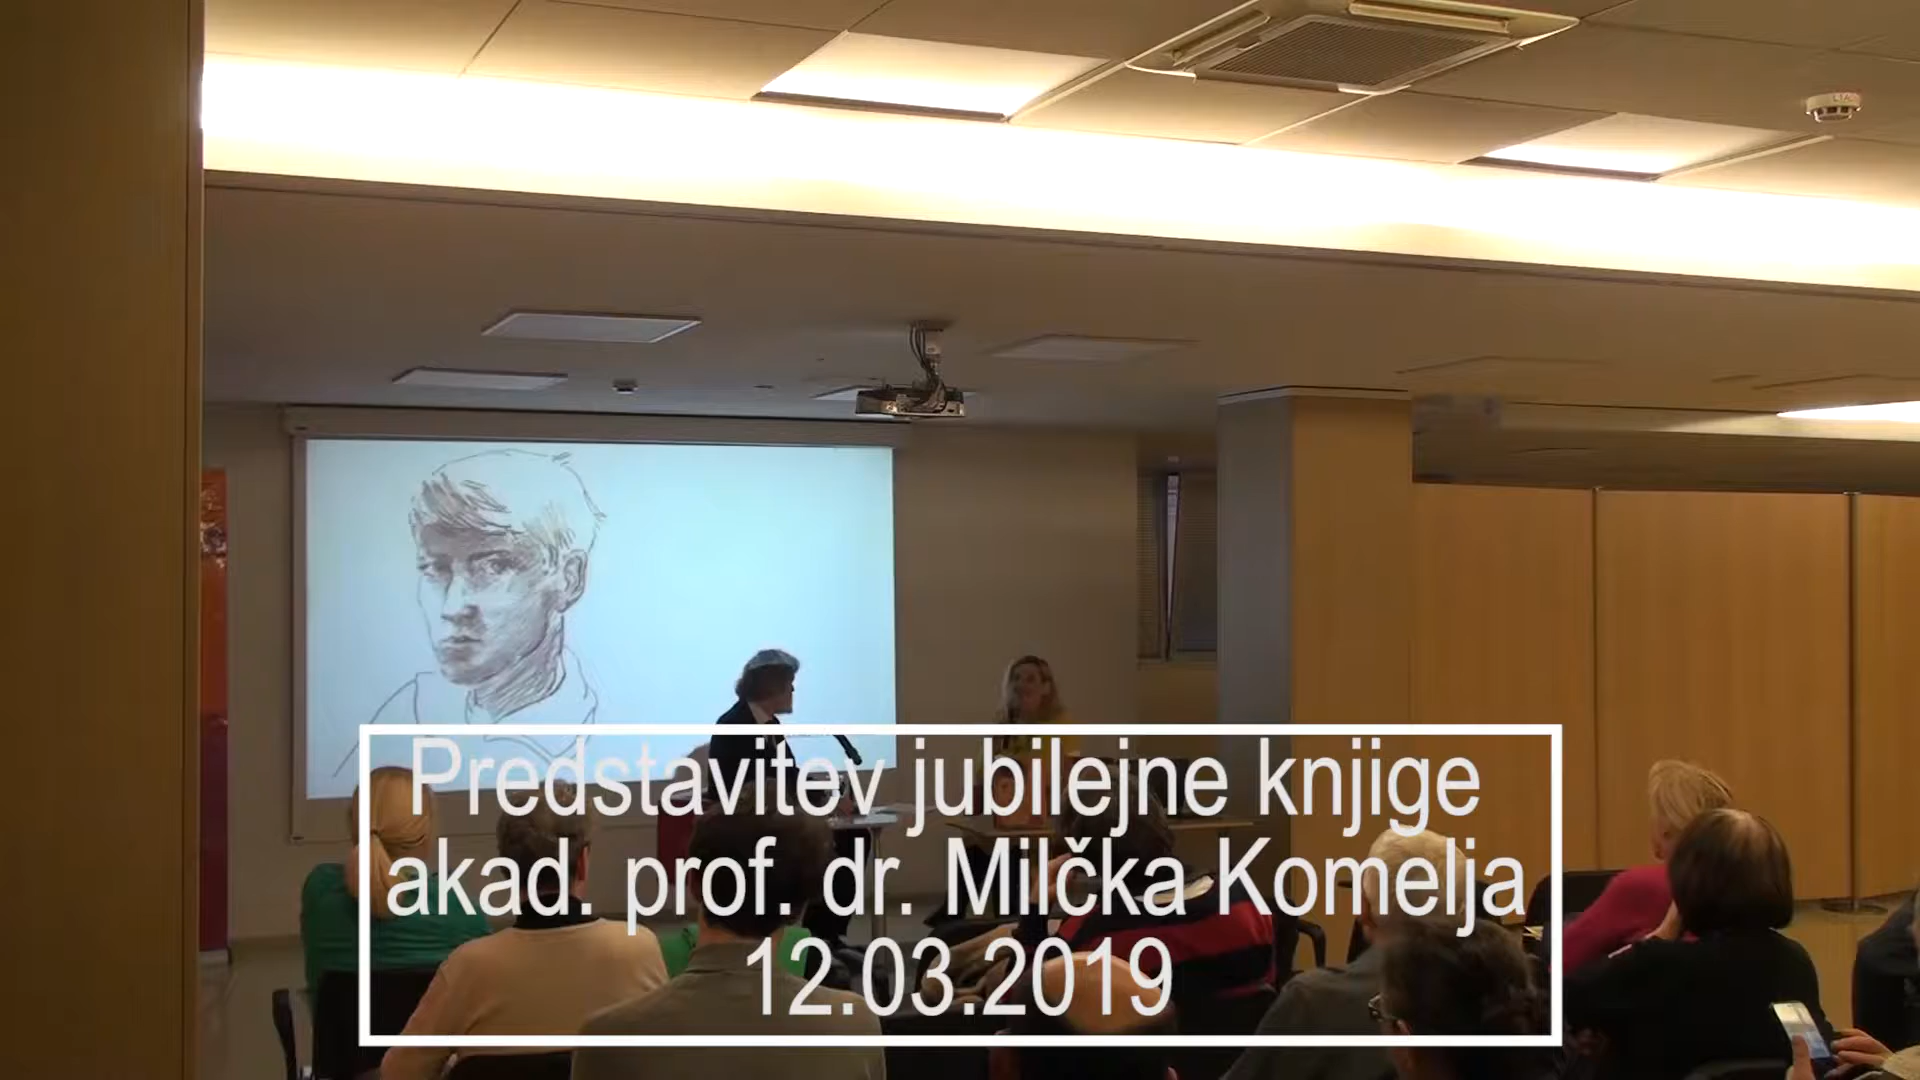 Predstavitev jubilejne knjige
akad. prof. dr. Milčka Komelja
12.03.2019